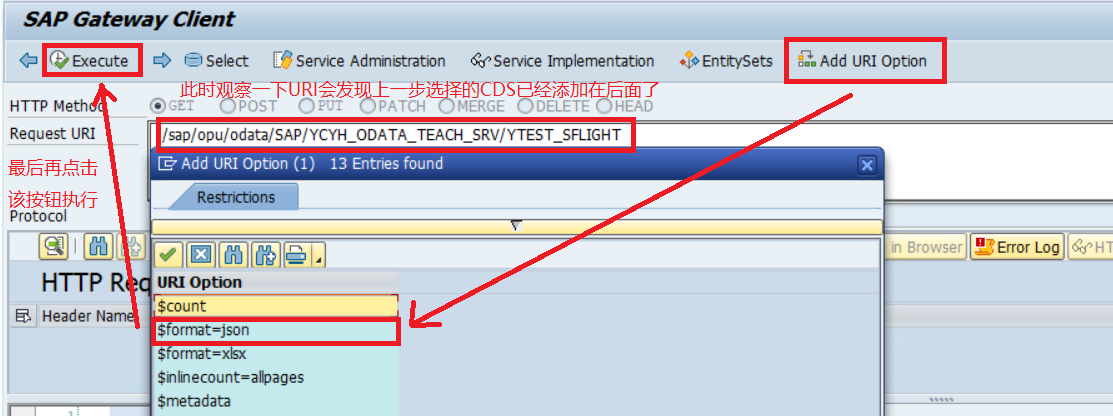 SAP Gateway Client
Execute Select Service Administration Service Implementation EntitySets Add URI Option
此时观察一下URI会发现上一步选择的CDS已经添加在后面了
HTTP Method GET POST PUT PATCH MERGE DELETE HEAD
Request URI /sap/opu/odata/SAP/YCYH_ODATA_TEACH_SRV/YTEST_SFLIGHT
最后再点击
该按钮执行
Add URI Option (1) 13 Entries found
Restrictions
Protocol
in Browser Error Log HT
HTTP Req
URI Option
Header Name
$count
$format=json
$format=xlsx
$inlinecount=allpages
$metadata